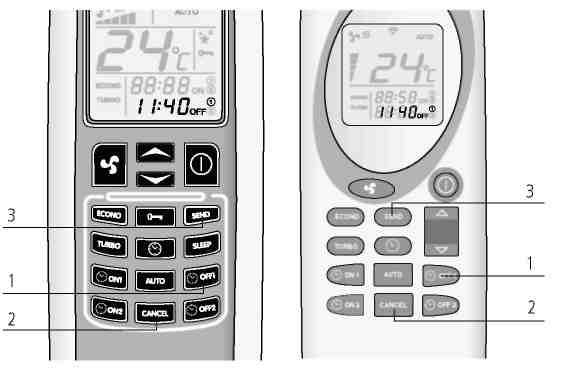 AUTO
24°C
ECONO 88:88 ON
TURBO 11:40 OFF 1
ECONO
SEND
TURBO
SLEEP
ON1
AUTO
OFF1
ON2
CANCEL
OFF2
3
1
2
S AUTO
24°C
88:58 ON
11:40 OFF
ECONO
SEND
TURBO
ON 1
AUTO
ON 2
CANCEL
OFF 2
3
1
2